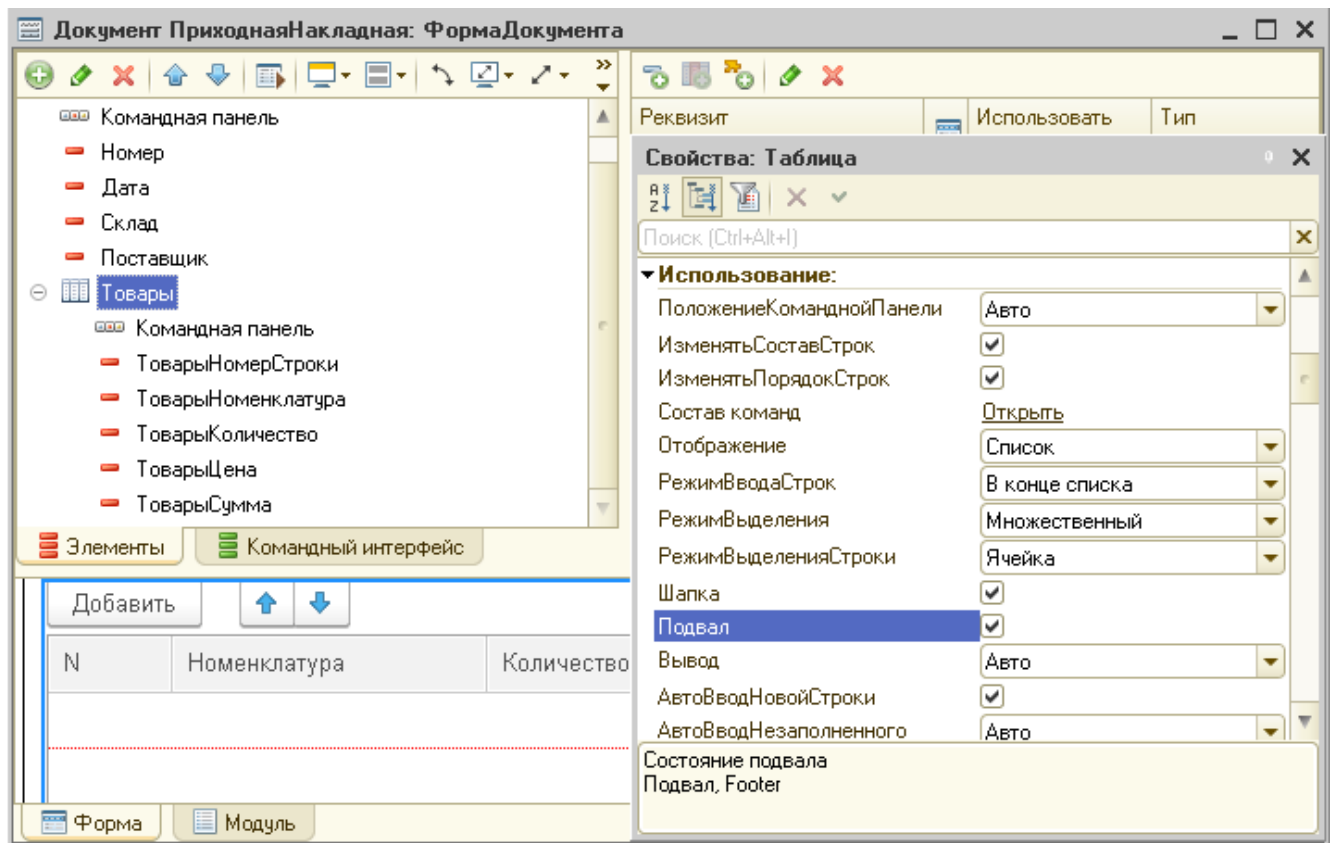 Документ ПриходнаяНакладная: ФормаДокумента
Командная панель
Номер
Дата
Склад
Поставщик
Товары
Командная панель
ТоварыНомерСтроки
ТоварыНоменклатура
ТоварыКоличество
ТоварыЦена
ТоварыСумма
Элементы Командный интерфейс
Добавить
N Номенклатура Количество
Форма Модуль
Реквизит Использовать Тип
Свойства: Таблица
Поиск (Ctrl+Alt+I)
Использование:
ПоложениеКоманднойПанели Авто
ИзменятьСоставСтрок
ИзменятьПорядокСтрок
Состав команд Открыть
Отображение Список
РежимВводаСтрок В конце списка
РежимВыделения Множественный
РежимВыделенияСтроки Ячейка
Шапка
Подвал
Вывод Авто
АвтоВводНовойСтроки
АвтоВводНезаполненного Авто
Состояние подвала
Подвал, Footer